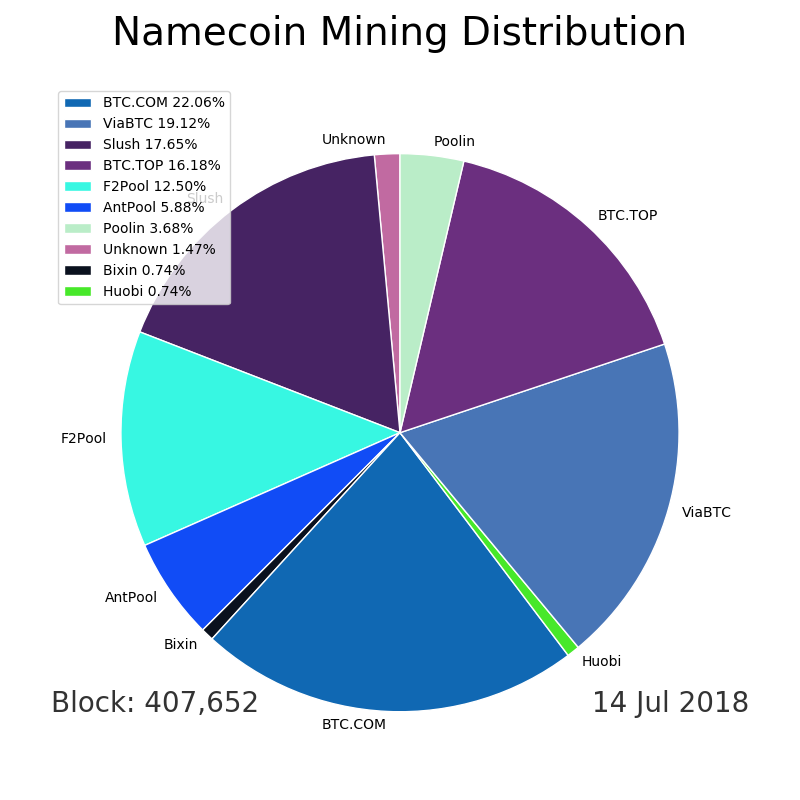 Namecoin Mining Distribution
BTC.COM 22.06%
ViaBTC 19.12%
Slush 17.65%
BTC.TOP 16.18%
F2Pool 12.50%
AntPool 5.88%
Poolin 3.68%
Unknown 1.47%
Bixin 0.74%
Huobi 0.74%
Unknown
Poolin
Slush
BTC.TOP
F2Pool
ViaBTC
AntPool
Bixin
Huobi
Block: 407,652
14 Jul 2018
BTC.COM